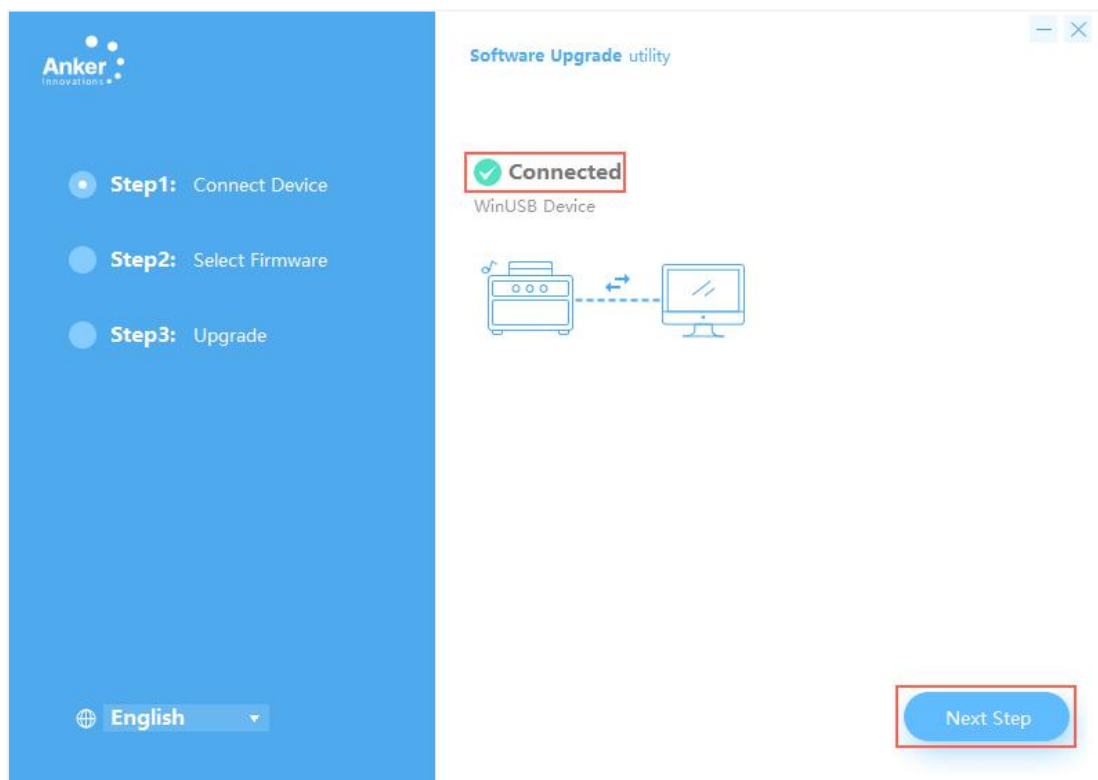 Anker
Innovations
Software Upgrade utility
Step1: Connect Device
Step2: Select Firmware
Step3: Upgrade
English
Connected
WinUSB Device
Next Step